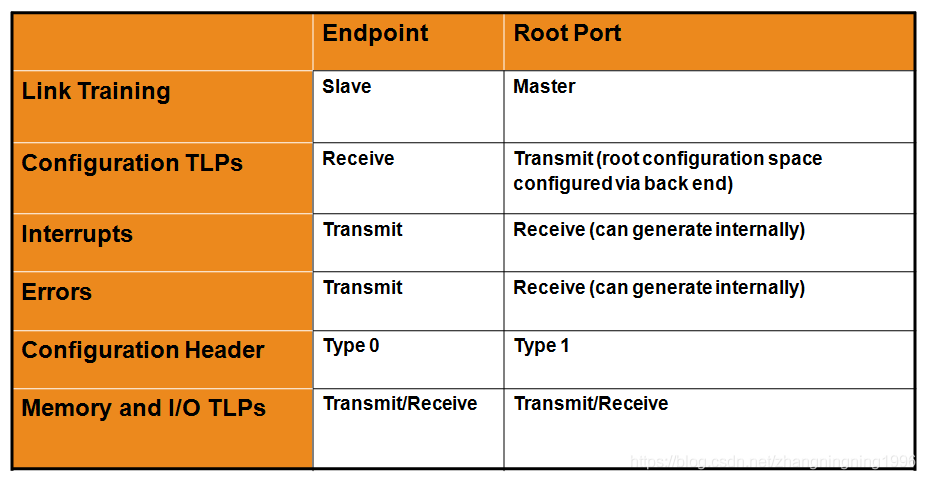 Endpoint Root Port
Link Training Slave Master
Configuration TLPs Receive Transmit (root configuration space
configured via back end)
Interrupts Transmit Receive (can generate internally)
Errors Transmit Receive (can generate internally)
Configuration Header Type 0 Type 1
Memory and I/O TLPs Transmit/Receive Transmit/Receive
https://blog.csdn.net/zhangningning1996